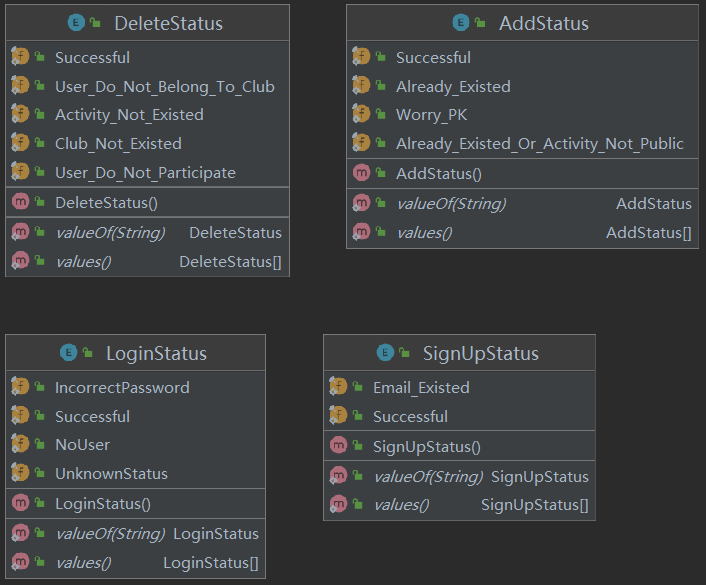 DeleteStatus
Successful
User_Do_Not_Belong_To_Club
Activity_Not_Existed
Club_Not_Existed
User_Do_Not_Participate
DeleteStatus()
valueOf(String) DeleteStatus
values() DeleteStatus[]
AddStatus
Successful
Already_Existed
Worry_PK
Already_Existed_Or_Activity_Not_Public
AddStatus()
valueOf(String) AddStatus
values() AddStatus[]
LoginStatus
IncorrectPassword
Successful
NoUser
UnknownStatus
LoginStatus()
valueOf(String) LoginStatus
values() LoginStatus[]
SignUpStatus
Email_Existed
Successful
SignUpStatus()
valueOf(String) SignUpStatus
values() SignUpStatus[]